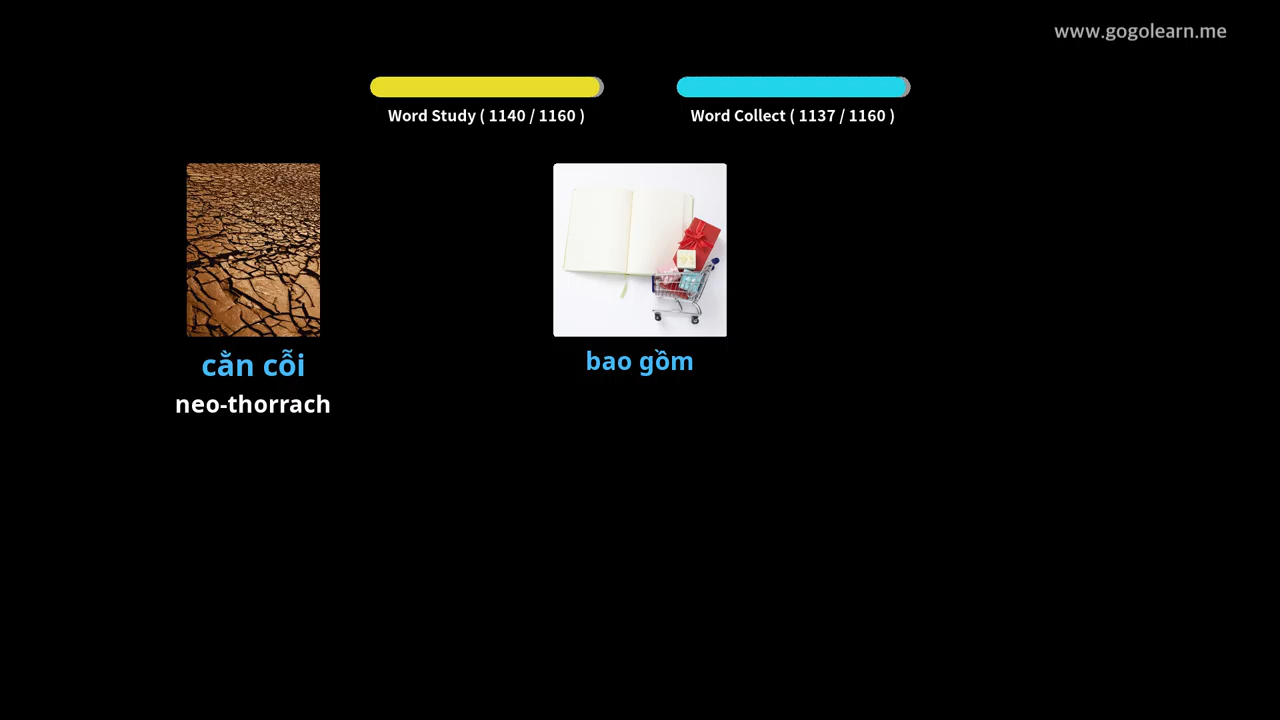 www.gogolearn.me
Word Study ( 1140 / 1160 )
Word Collect ( 1137 / 1160 )
cằn cỗi
neo-thorrach
bao gồm